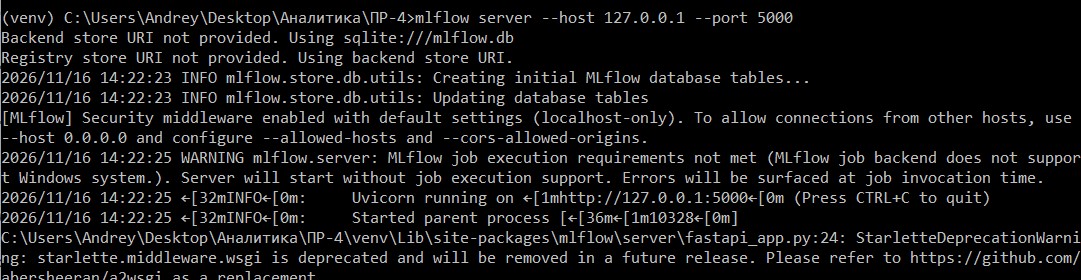 (venv) C:\Users\Andrey\Desktop\Аналитика\ПР-4>mlflow server --host 127.0.0.1 --port 5000
Backend store URI not provided. Using sqlite:///mlflow.db
Registry store URI not provided. Using backend store URI.
2026/11/16 14:22:23 INFO mlflow.store.db.utils: Creating initial MLflow database tables...
2026/11/16 14:22:23 INFO mlflow.store.db.utils: Updating database tables
[MLflow] Security middleware enabled with default settings (localhost-only). To allow connections from other hosts, use
--host 0.0.0.0 and configure --allowed-hosts and --cors-allowed-origins.
2026/11/16 14:22:25 WARNING mlflow.server: MLflow job execution requirements not met (MLflow job backend does not suppor
t Windows system.). Server will start without job execution support. Errors will be surfaced at job invocation time.
2026/11/16 14:22:25 ←[32mINFO←[0m:     Uvicorn running on ←[1mhttp://127.0.0.1:5000←[0m (Press CTRL+C to quit)
2026/11/16 14:22:25 ←[32mINFO←[0m:     Started parent process [←[36m←[1m10328←[0m]
C:\Users\Andrey\Desktop\Аналитика\ПР-4\venv\Lib\site-packages\mlflow\server\fastapi_app.py:24: StarletteDeprecationWarni
ng: starlette.middleware.wsgi is deprecated and will be removed in a future release. Please refer to https://github.com/
abersheeran/a2wsgi as a replacement